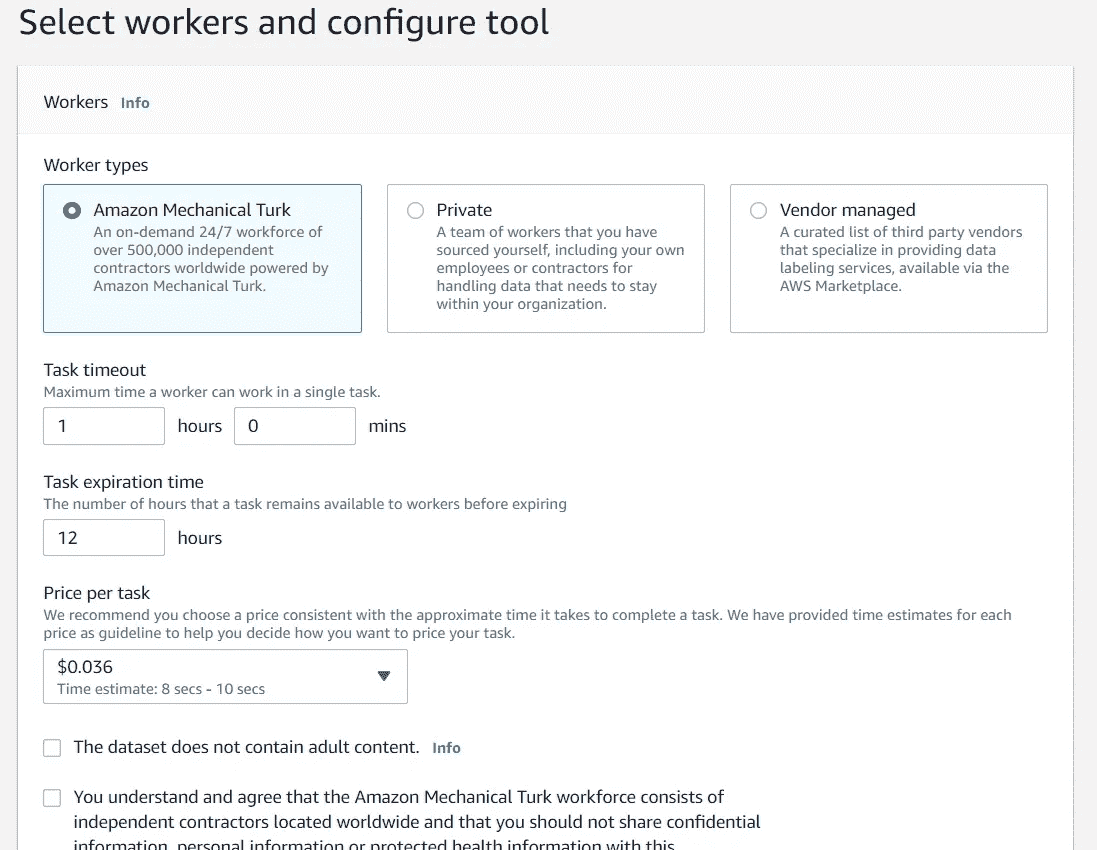 Select workers and configure tool
Workers Info
Worker types
Amazon Mechanical Turk
An on-demand 24/7 workforce of
over 500,000 independent
contractors worldwide powered by
Amazon Mechanical Turk.
Private
A team of workers that you have
sourced yourself, including your own
employees or contractors for
handling data that needs to stay
within your organization.
Vendor managed
A curated list of third party vendors
that specialize in providing data
labeling services, available via the
AWS Marketplace.
Task timeout
Maximum time a worker can work in a single task.
1 hours 0 mins
Task expiration time
The number of hours that a task remains available to workers before expiring
12 hours
Price per task
We recommend you choose a price consistent with the approximate time it takes to complete a task. We have provided time estimates for each
price as guideline to help you decide how you want to price your task.
$0.036
Time estimate: 8 secs - 10 secs
The dataset does not contain adult content. Info
You understand and agree that the Amazon Mechanical Turk workforce consists of
independent contractors located worldwide and that you should not share confidential
information, personal information or protected health information with this